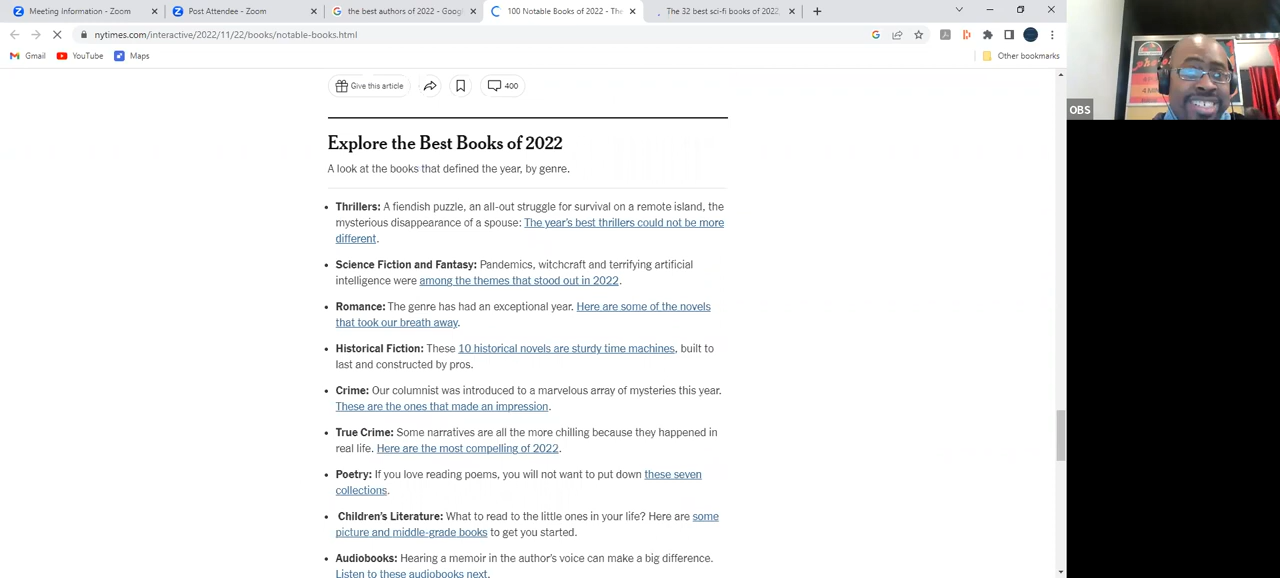 Meeting Information - Zoom
Post Attendee - Zoom
the best authors of 2022 - Googl
100 Notable Books of 2022 - The
The 32 best sci-fi books of 2022
nytimes.com/interactive/2022/11/22/books/notable-books.html
Gmail
YouTube
Maps
Other bookmarks
OBS
Give this article
400
Explore the Best Books of 2022
A look at the books that defined the year, by genre.
• Thrillers: A fiendish puzzle, an all-out struggle for survival on a remote island, the
mysterious disappearance of a spouse: The year's best thrillers could not be more
different.
• Science Fiction and Fantasy: Pandemics, witchcraft and terrifying artificial
intelligence were among the themes that stood out in 2022.
• Romance: The genre has had an exceptional year. Here are some of the novels
that took our breath away.
• Historical Fiction: These 10 historical novels are sturdy time machines, built to
last and constructed by pros.
• Crime: Our columnist was introduced to a marvelous array of mysteries this year.
These are the ones that made an impression.
• True Crime: Some narratives are all the more chilling because they happened in
real life. Here are the most compelling of 2022.
• Poetry: If you love reading poems, you will not want to put down these seven
collections.
• Children's Literature: What to read to the little ones in your life? Here are some
picture and middle-grade books to get you started.
• Audiobooks: Hearing a memoir in the author's voice can make a big difference.
Listen to these audiobooks next.